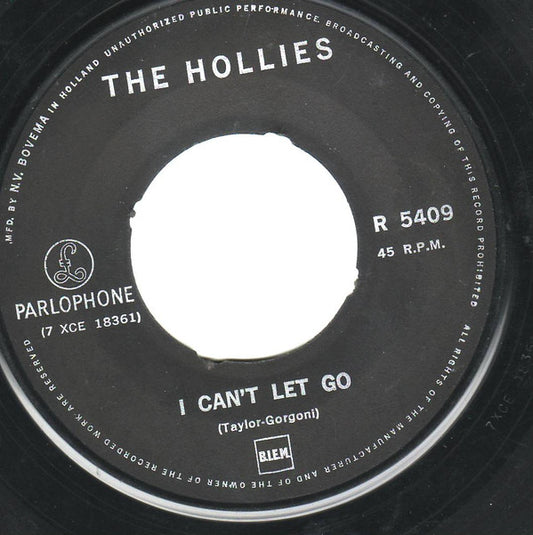 MFD. BY N.V. BOVEMA IN HOLLAND UNAUTHORIZED PUBLIC PERFORMANCE, BROADCASTING AND COPYING OF THIS RECORD PROHIBITED
ALL RIGHTS OF THE MANUFACTURER AND OF THE OWNER OF THE RECORDED WORK ARE RESERVED
THE HOLLIES
R 5409
45 R.P.M.
£
PARLOPHONE
(7 XCE 18361)
I CAN'T LET GO
(Taylor-Gorgoni)
B.I.E.M.